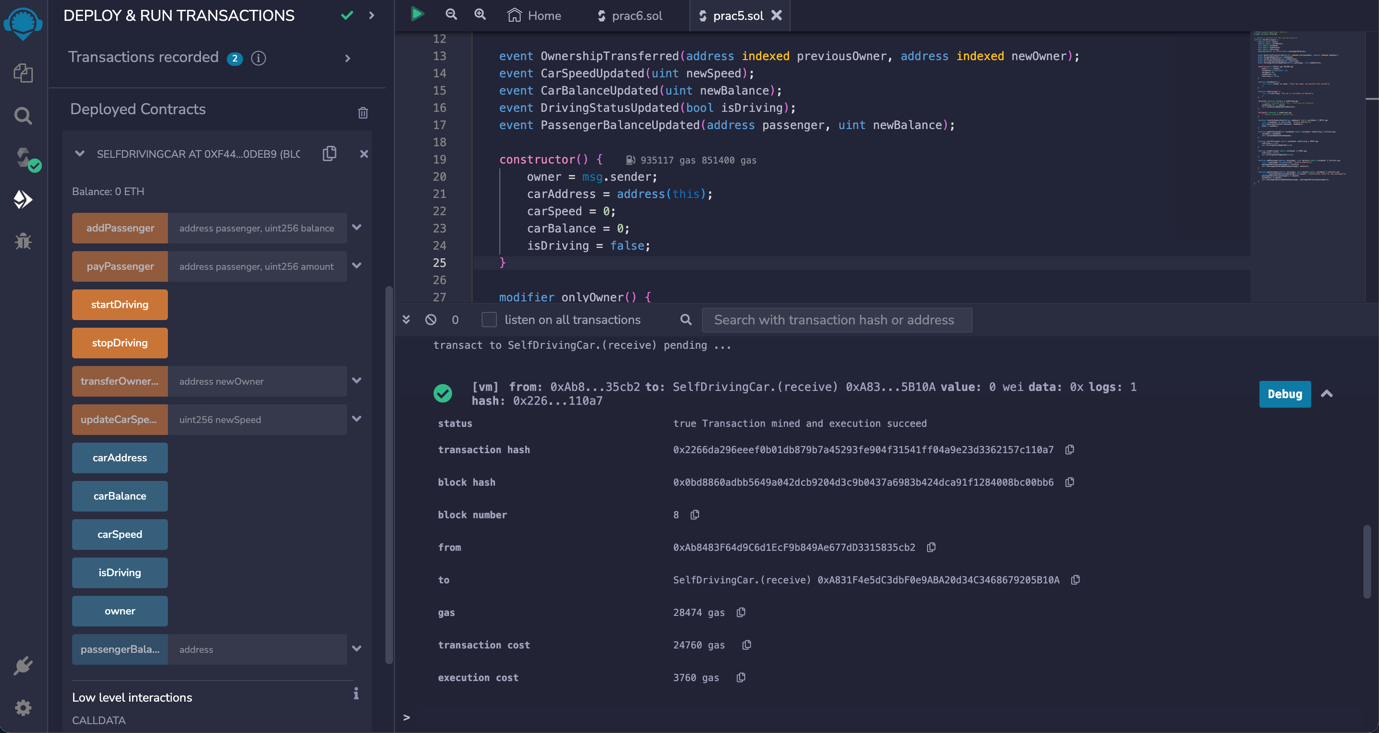 DEPLOY & RUN TRANSACTIONS
Transactions recorded 2 i
Deployed Contracts
SELFDRIVINGCAR AT 0XF44...0DEB9 (BLC
Balance: 0 ETH
addPassenger address passenger, uint256 balance
payPassenger address passenger, uint256 amount
startDriving
stopDriving
transferOwner... address newOwner
updateCarSpe... uint256 newSpeed
carAddress
carBalance
carSpeed
isDriving
owner
passengerBala... address
Low level interactions i
CALLDATA
Home prac6.sol prac5.sol
12
13 event OwnershipTransferred(address indexed previousOwner, address indexed newOwner);
14 event CarSpeedUpdated(uint newSpeed);
15 event CarBalanceUpdated(uint newBalance);
16 event DrivingStatusUpdated(bool isDriving);
17 event PassengerBalanceUpdated(address passenger, uint newBalance);
18
19 constructor() { 935117 gas 851400 gas
20 owner = msg.sender;
21 carAddress = address(this);
22 carSpeed = 0;
23 carBalance = 0;
24 isDriving = false;
25 }
26
27 modifier onlyOwner() {
0 listen on all transactions Search with transaction hash or address
transact to SelfDrivingCar.(receive) pending ...
[vm] from: 0xAb8...35cb2 to: SelfDrivingCar.(receive) 0xA83...5B10A value: 0 wei data: 0x logs: 1
hash: 0x226...110a7
Debug
status true Transaction mined and execution succeed
transaction hash 0x2266da296eeef0b01db879b7a45293fe904f31541ff04a9e23d3362157c110a7
block hash 0x0bd8860adbb5649a042dcb9204d3c9b0437a6983b424dca91f1284008bc00bb6
block number 8
from 0xAb8483F64d9C6d1EcF9b849Ae677dD3315835cb2
to SelfDrivingCar.(receive) 0xA831F4e5dC3dbF0e9ABA20d34C3468679205B10A
gas 28474 gas
transaction cost 24760 gas
execution cost 3760 gas
>